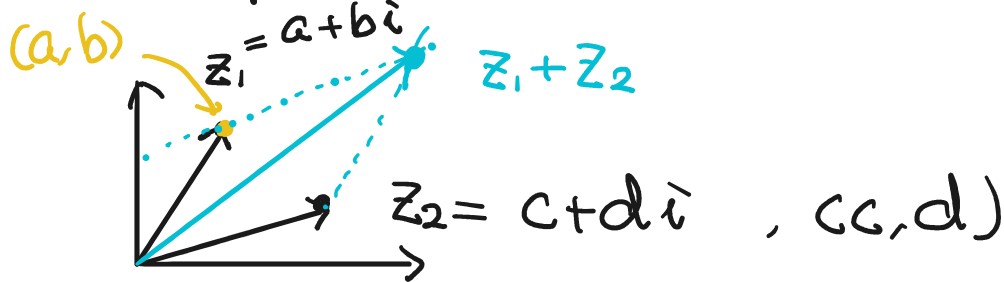 (a,b)
z₁ = a+bi
z₁+z₂
z₂ = c+di , (c,d)